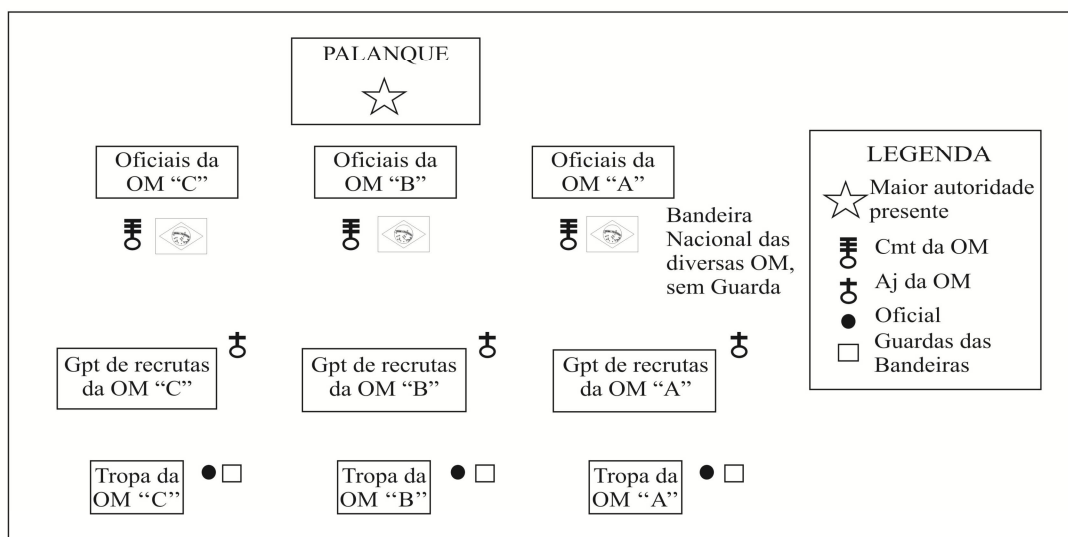 PALANQUE
Oficiais da
OM “C”
Oficiais da
OM “B”
Oficiais da
OM “A”
Bandeira
Nacional das
diversas OM,
sem Guarda
Gpt de recrutas
da OM “C”
Gpt de recrutas
da OM “B”
Gpt de recrutas
da OM “A”
Tropa da
OM “C”
Tropa da
OM “B”
Tropa da
OM “A”
LEGENDA
Maior autoridade
presente
Cmt da OM
Aj da OM
Oficial
Guardas das
Bandeiras